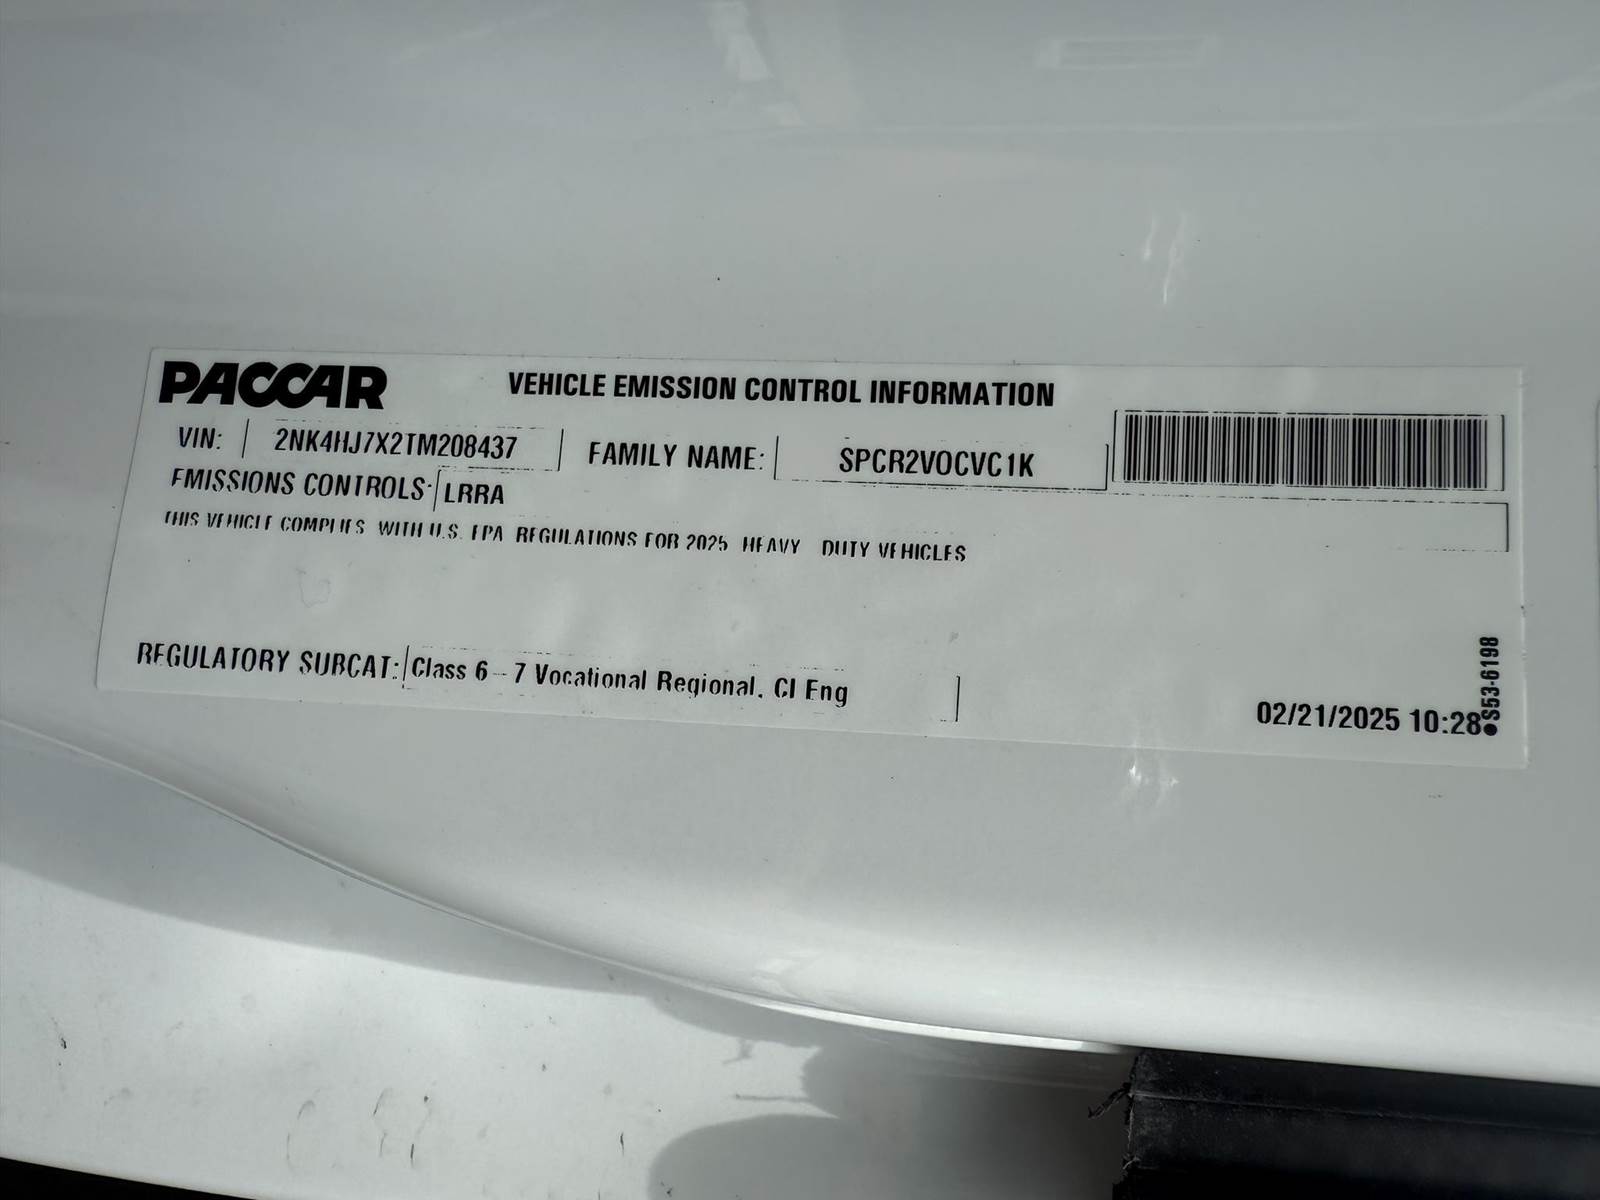 PACCAR VEHICLE EMISSION CONTROL INFORMATION
VIN: 2NK4HJ7X2TM208437 FAMILY NAME: SPCR2VOCVC1K
EMISSIONS CONTROLS: LRRA
THIS VEHICLE COMPLIES WITH U.S. EPA REGULATIONS FOR 2025 HEAVY DUTY VEHICLES
REGULATORY SUBCAT: Class 6 - 7 Vocational Regional, CI Eng
02/21/2025 10:28
•S53-6198